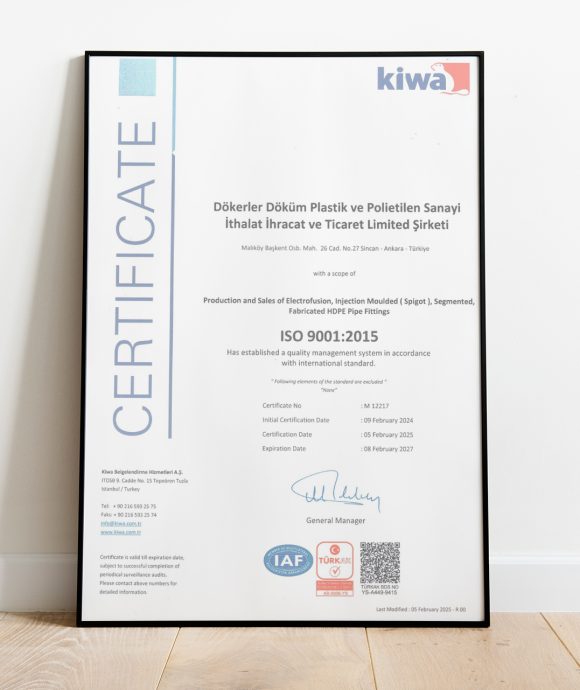 kiwa
CERTIFICATE
Dökerler Döküm Plastik ve Polietilen Sanayi
İthalat İhracat ve Ticaret Limited Şirketi
Malıköy Başkent Osb. Mah. 26 Cad. No.27 Sincan - Ankara - Türkiye
with a scope of
Production and Sales of Electrofusion, Injection Moulded ( Spigot ), Segmented,
Fabricated HDPE Pipe Fittings
ISO 9001:2015
Has established a quality management system in accordance
with international standard.
" Following elements of the standard are excluded "
"None"
Certificate No : M 12217
Initial Certification Date : 09 February 2024
Certification Date : 05 February 2025
Expiration Date : 08 February 2027
Kiwa Belgelendirme Hizmetleri A.Ş.
ITOSB 9. Cadde No. 15 Tepeören Tuzla
Istanbul / Turkey
Tel: + 90 216 593 25 75
Faks: + 90 216 593 25 74
info@kiwa.com.tr
www.kiwa.com.tr
General Manager
Certificate is valid till expiration date,
subject to successful completion of
periodical surveillance audits.
Please contact above numbers for
detailed information.
IAF
TÜRKAK
TÜRKAK BDS NO
YS-A449-9415
Last Modified : 05 February 2025 - R 00